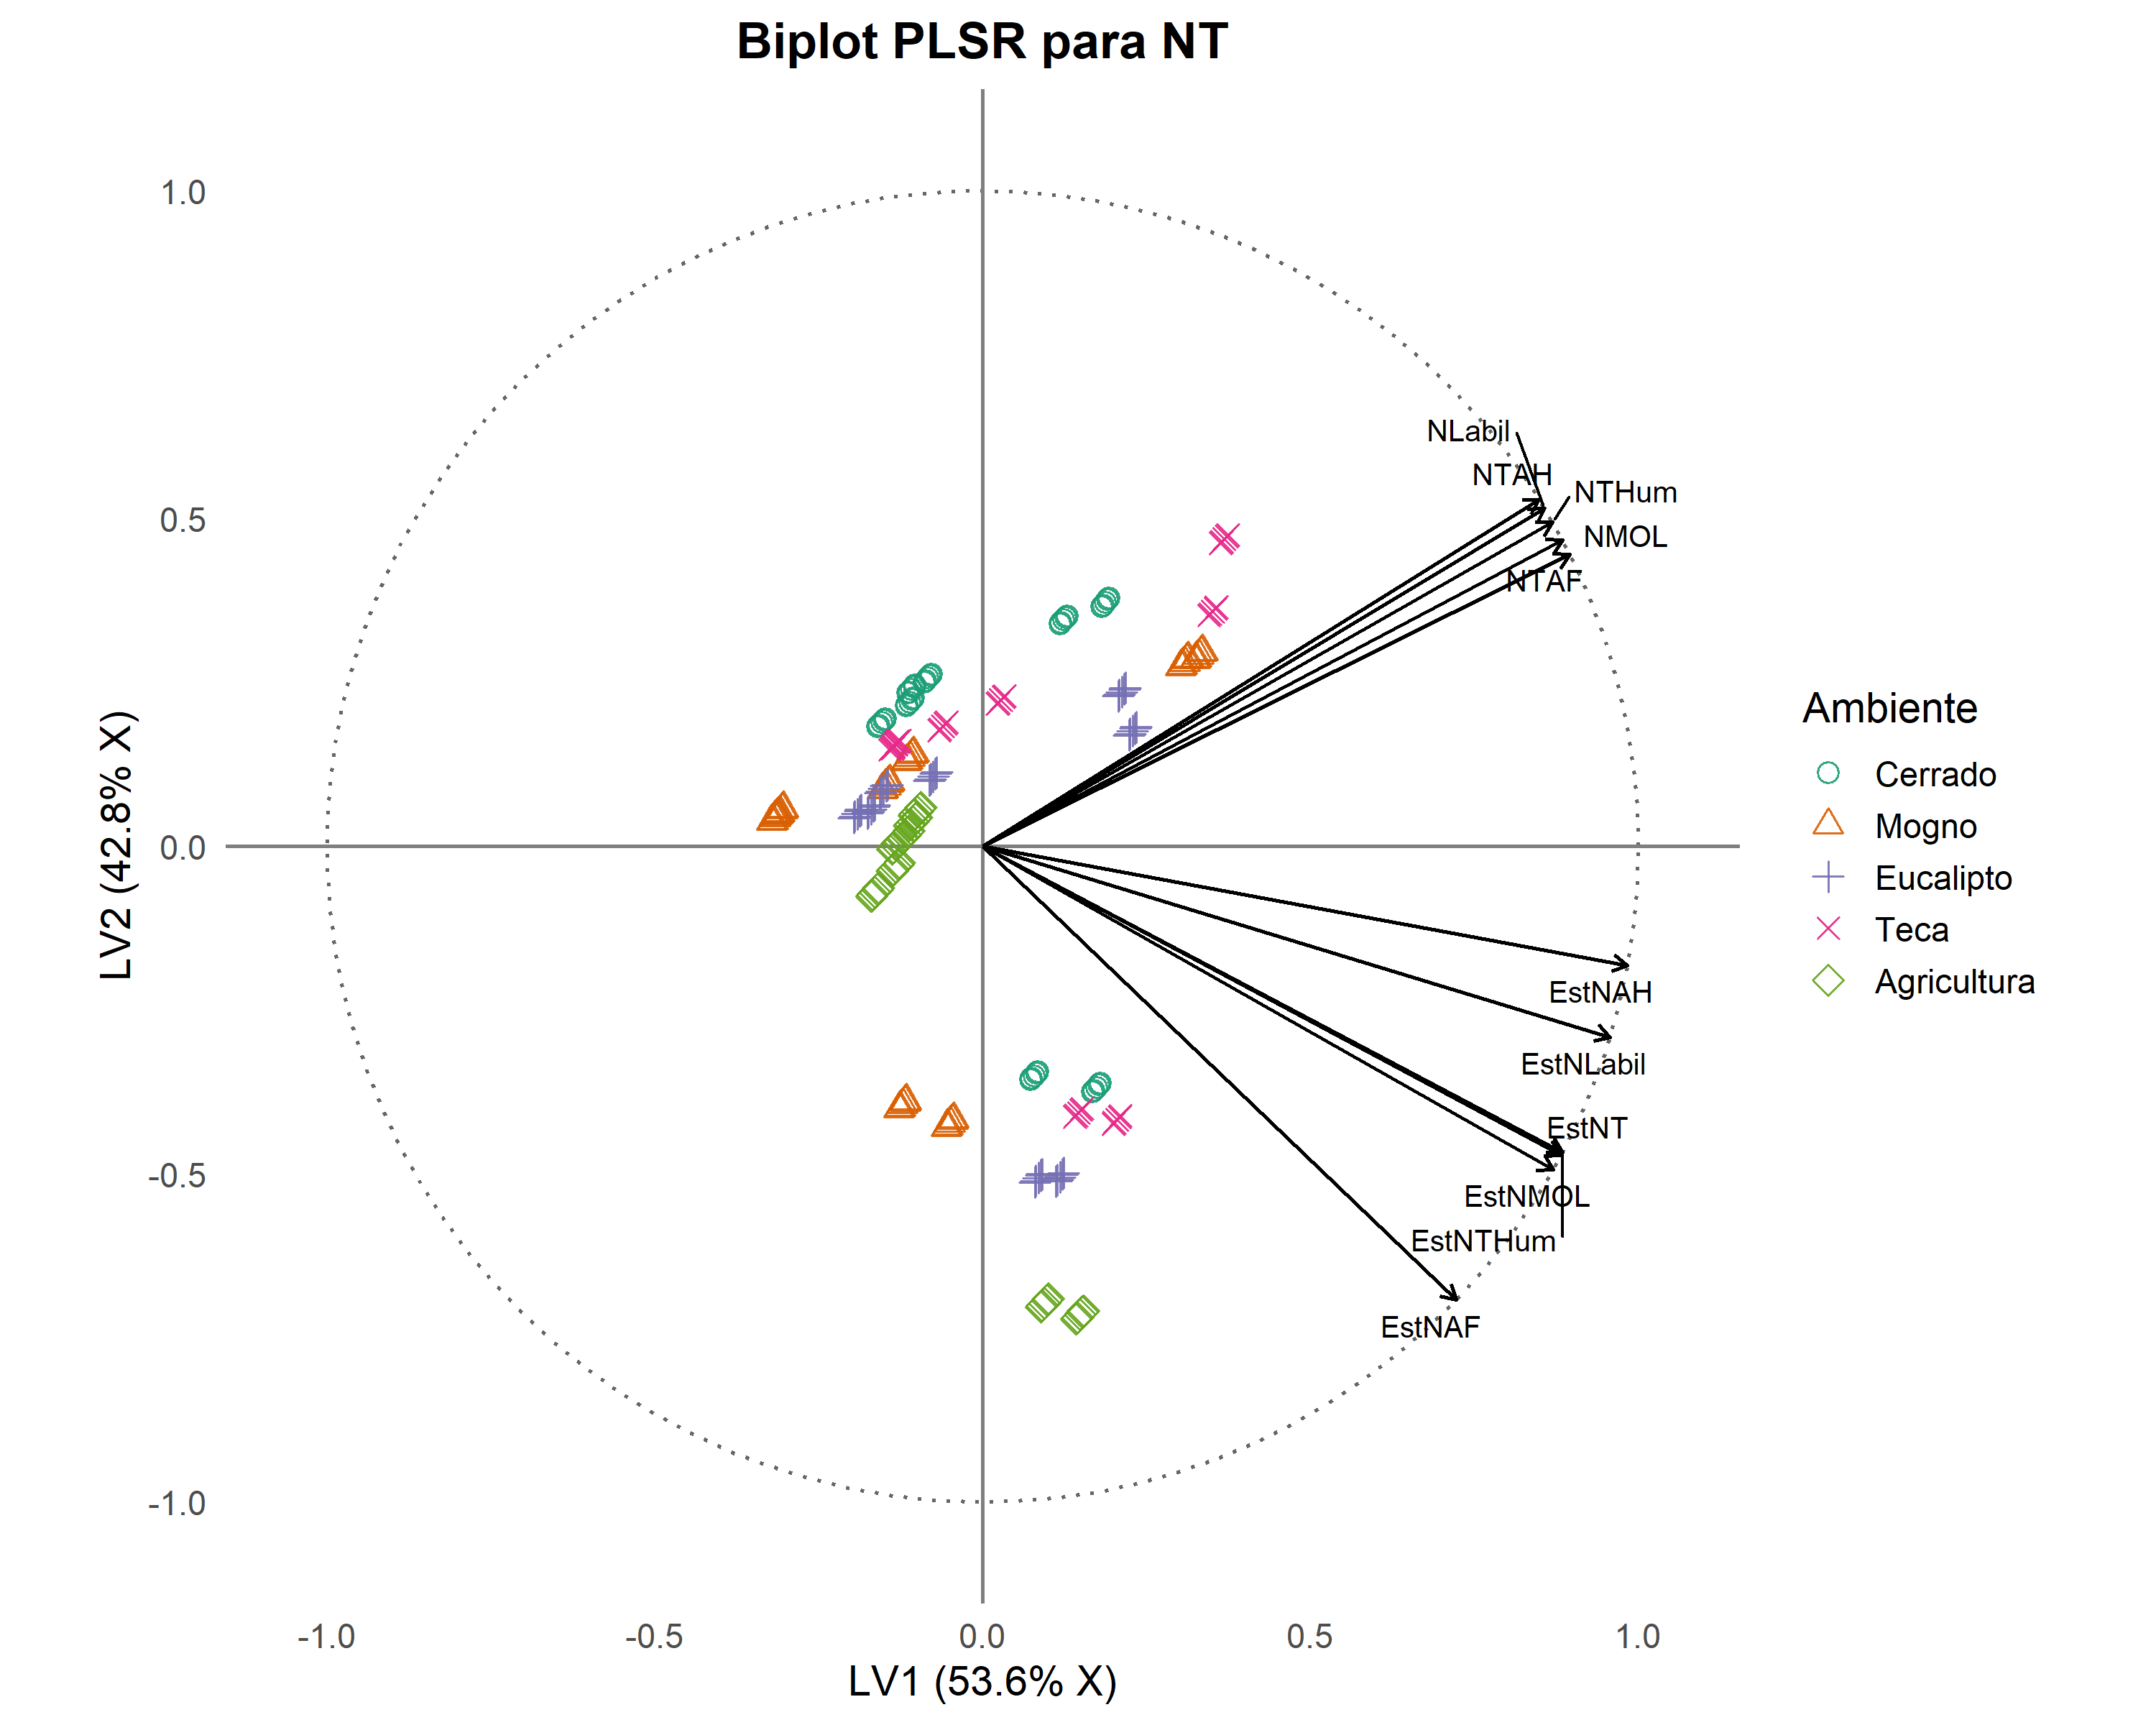 Biplot PLSR para NT
1.0
0.5
0.0
-0.5
-1.0
LV2 (42.8% X)
NLabil
NTAH
NTHum
NMOL
NTAF
EstNAH
EstNLabil
EstNT
EstNMOL
EstNTHum
EstNAF
-1.0
-0.5
0.0
0.5
1.0
LV1 (53.6% X)
Ambiente
Cerrado
Mogno
Eucalipto
Teca
Agricultura